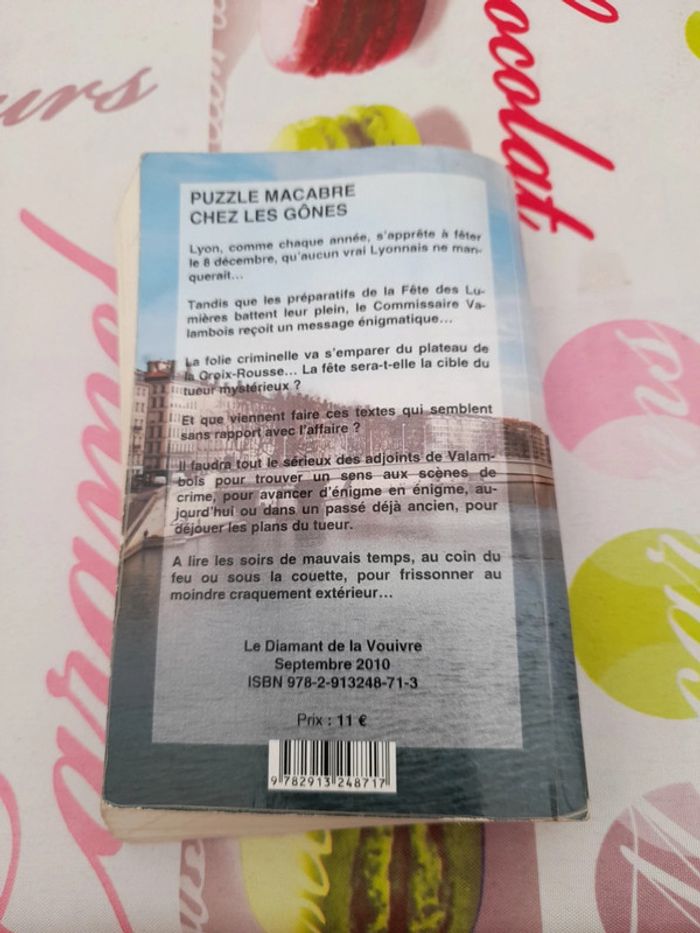 PUZZLE MACABRE
CHEZ LES GÔNES
Lyon, comme chaque année, s'apprête à fêter
le 8 décembre, qu'aucun vrai Lyonnais ne man-
querait...
Tandis que les préparatifs de la Fête des Lu-
mières battent leur plein, le Commissaire Va-
lambois reçoit un message énigmatique...
La folie criminelle va s'emparer du plateau de
la Croix-Rousse... La fête sera-t-elle la cible du
tueur mystérieux ?
Et que viennent faire ces textes qui semblent
sans rapport avec l'affaire ?
Il faudra tout le sérieux des adjoints de Valam-
bois pour trouver un sens aux scènes de
crime, pour avancer d'énigme en énigme, au-
jourd'hui ou dans un passé déjà ancien, pour
déjouer les plans du tueur.
A lire les soirs de mauvais temps, au coin du
feu ou sous la couette, pour frissonner au
moindre craquement extérieur...
Le Diamant de la Vouivre
Septembre 2010
ISBN 978-2-913248-71-3
Prix : 11 €
9 782913 248717
ocolat,